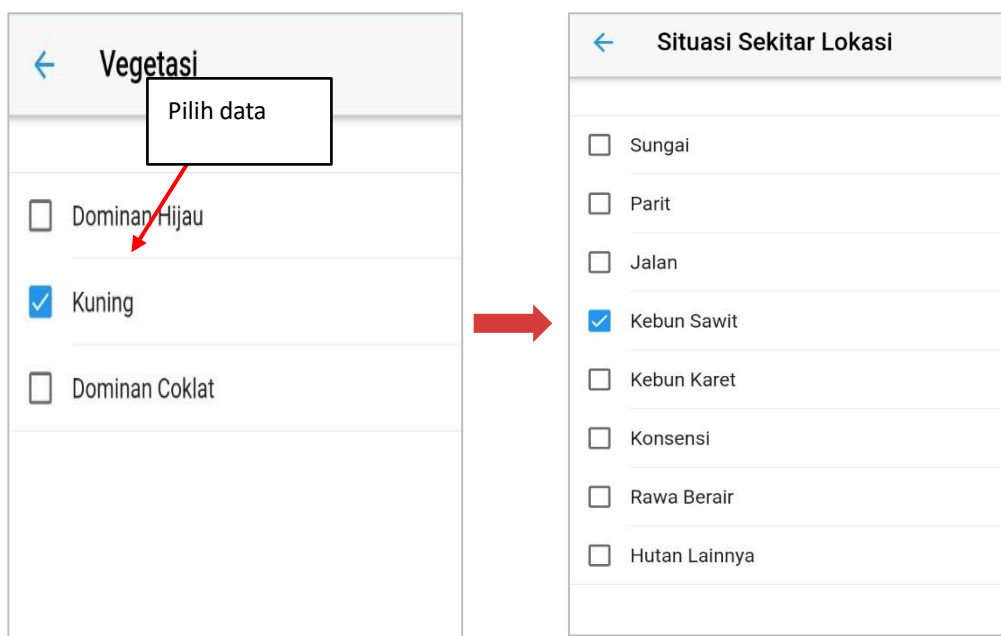 Vegetasi
Pilih data
Dominan Hijau
Kuning
Dominan Coklat
Situasi Sekitar Lokasi
Sungai
Parit
Jalan
Kebun Sawit
Kebun Karet
Konsensi
Rawa Berair
Hutan Lainnya